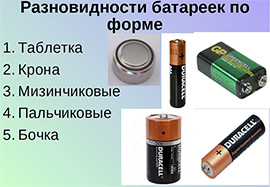 Разновидности батареек по
форме
1. Таблетка
2. Крона
3. Мизинчиковые
4. Пальчиковые
5. Бочка
GP
DURACELL
DURACELL